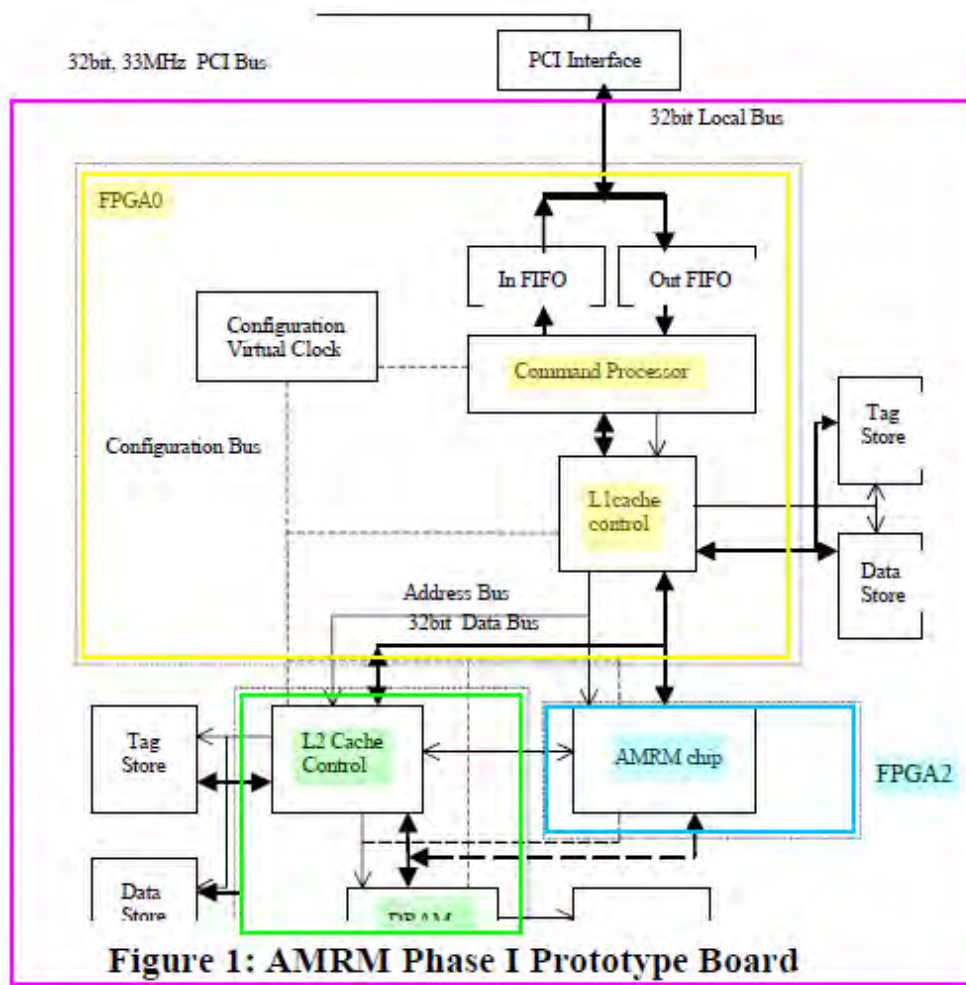 32bit, 33MHz PCI Bus
PCI Interface
32bit Local Bus
FPGA0
In FIFO
Out FIFO
Configuration
Virtual Clock
Command Processor
Tag
Store
Configuration Bus
L1cache
control
Data
Store
Address Bus
32bit Data Bus
Tag
Store
L2 Cache
Control
AMRM chip
FPGA2
Data
Store
DRAM
Figure 1: AMRM Phase I Prototype Board